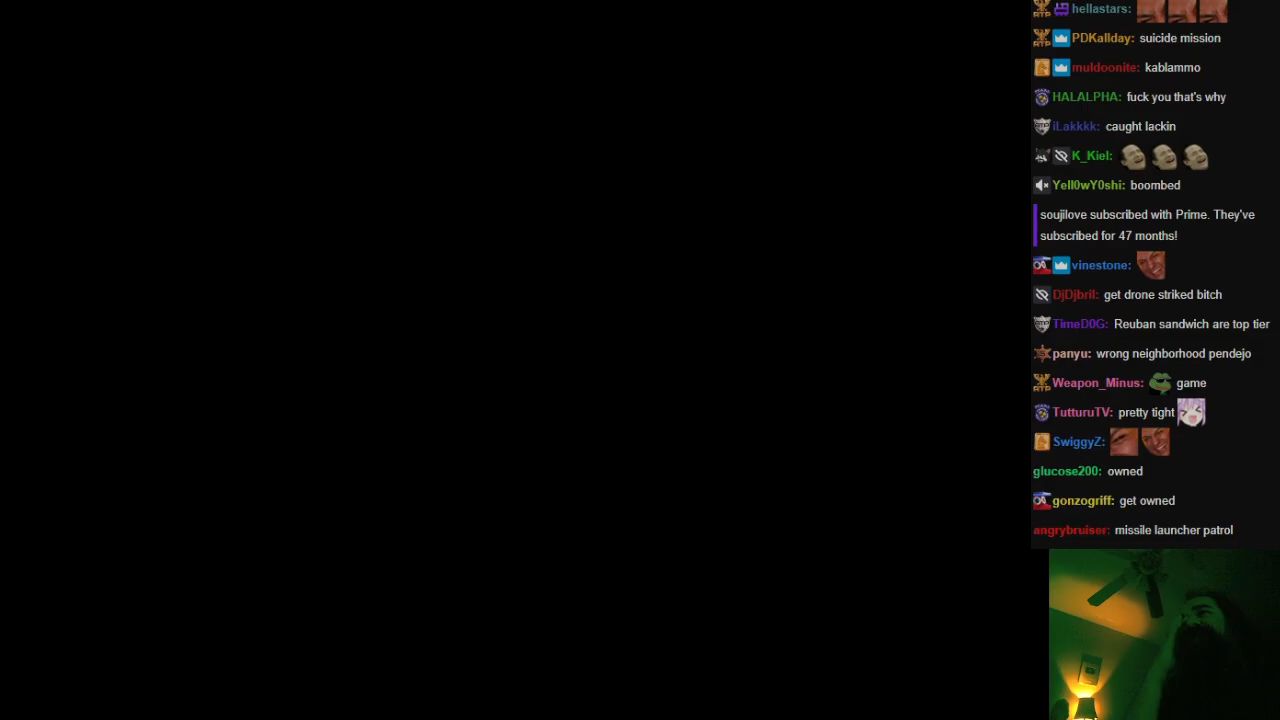 hellastars:
PDKallday: suicide mission
muldoonite: kablammo
HALALPHA: fuck you that's why
iLakkkk: caught lackin
K_Kiel:
Yell0wY0shi: boombed
soujilove subscribed with Prime. They've
subscribed for 47 months!
vinestone:
DjDjbril: get drone striked bitch
TimeD0G: Reuban sandwich are top tier
panyu: wrong neighborhood pendejo
Weapon_Minus: game
TutturuTV: pretty tight
SwiggyZ:
glucose200: owned
gonzogriff: get owned
angrybruiser: missile launcher patrol